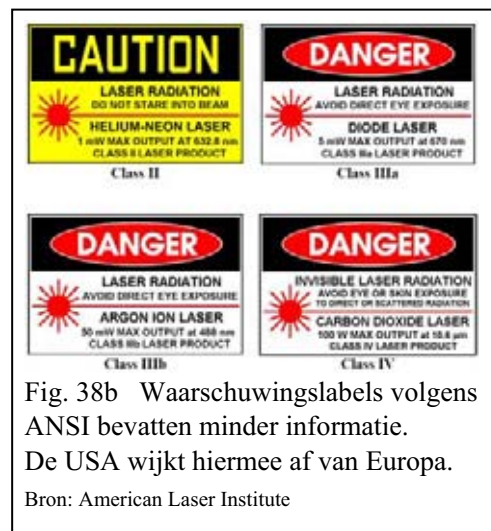 CAUTION
LASER RADIATION
DO NOT STARE INTO BEAM
HELIUM-NEON LASER
1 mW MAX OUTPUT AT 632.8 nm
CLASS II LASER PRODUCT
Class II
DANGER
LASER RADIATION
AVOID DIRECT EYE EXPOSURE
DIODE LASER
5 mW MAX OUTPUT at 670 nm
CLASS IIIa LASER PRODUCT
Class IIIa
DANGER
LASER RADIATION
AVOID DIRECT EYE EXPOSURE
ARGON ION LASER
50 mW MAX OUTPUT at 488 nm
CLASS IIIb LASER PRODUCT
Class IIIb
DANGER
INVISIBLE LASER RADIATION
AVOID EYE OR SKIN EXPOSURE
TO DIRECT OR SCATTERED RADIATION
CARBON DIOXIDE LASER
100 W MAX OUTPUT at 10.6 µm
CLASS IV LASER PRODUCT
Class IV
Fig. 38b Waarschuwingslabels volgens
ANSI bevatten minder informatie.
De USA wijkt hiermee af van Europa.
Bron: American Laser Institute